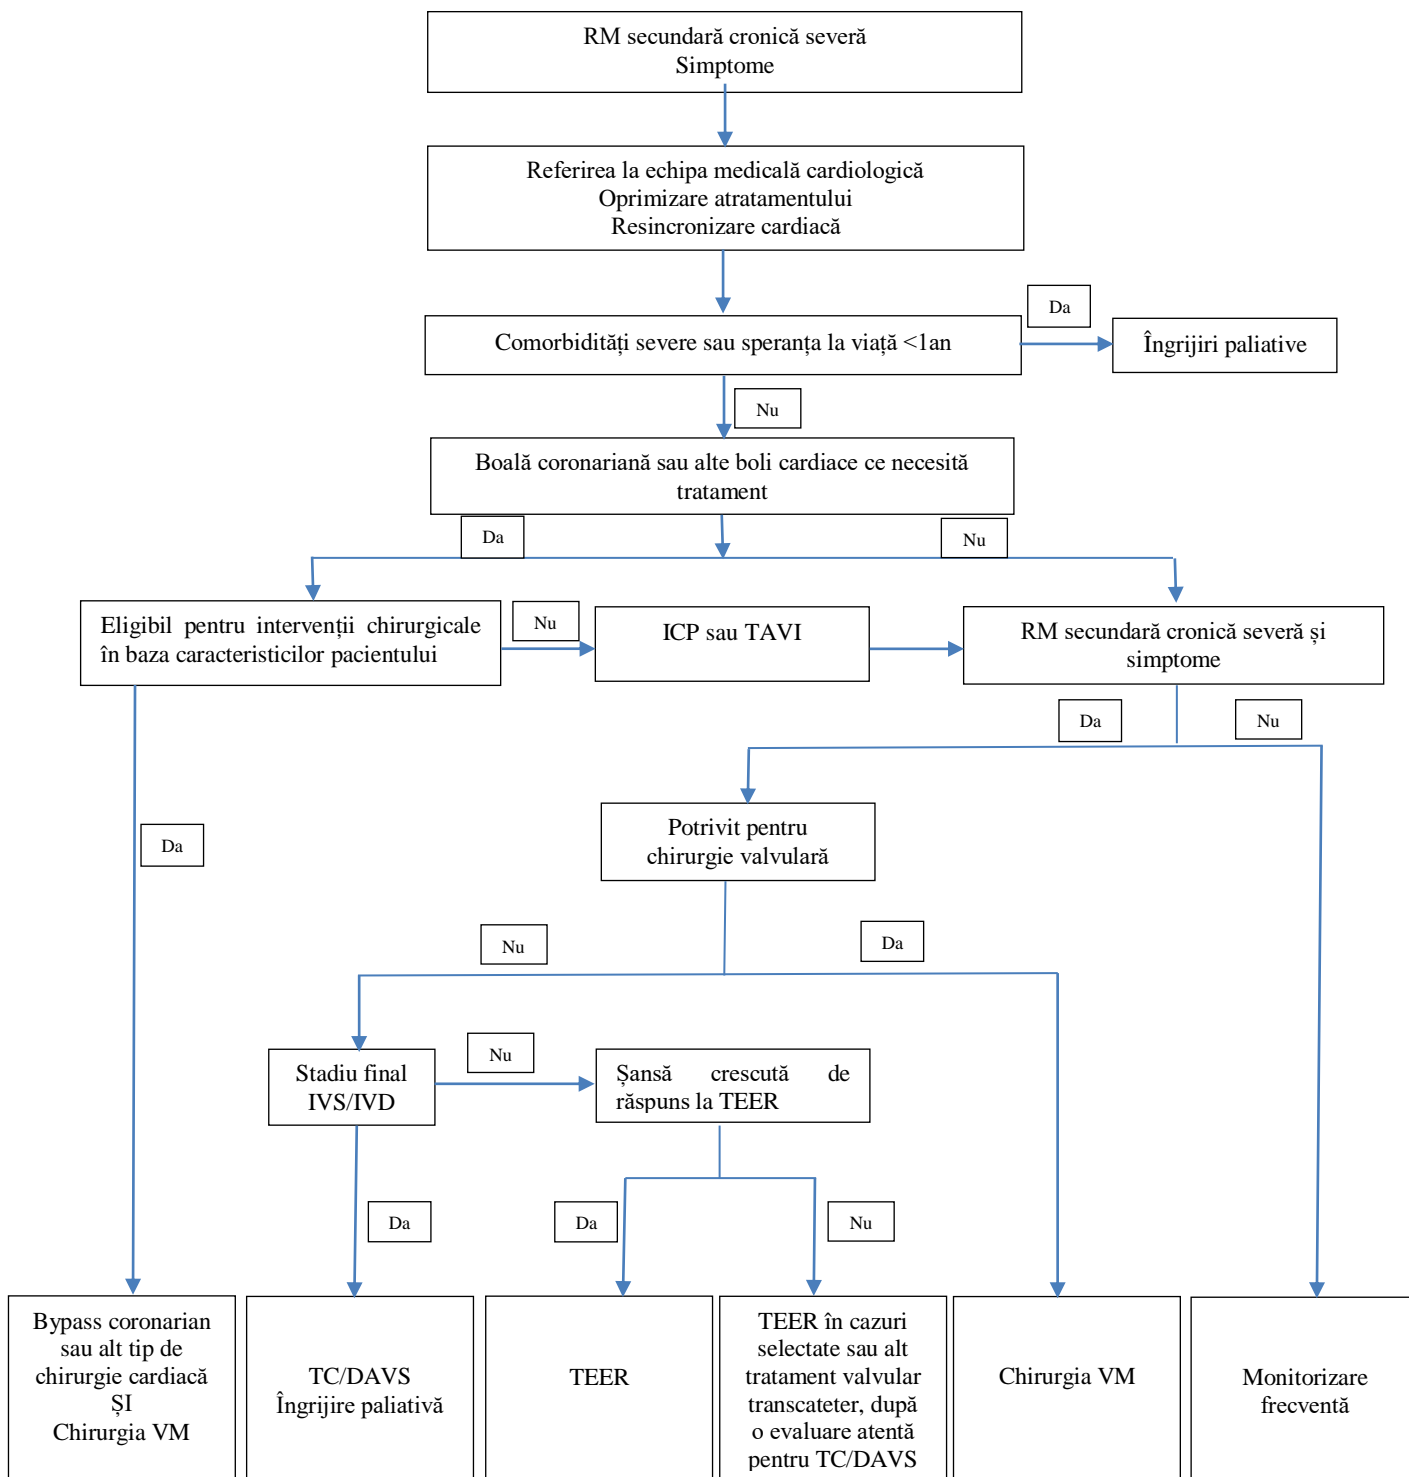 RM secundară cronică severă
Simptome
Referirea la echipa medicală cardiologică
Oprimizare atratamentului
Resincronizare cardiacă
Da
Comorbidități severe sau speranța la viață <1an
Îngrijiri paliative
Nu
Boală coronariană sau alte boli cardiace ce necesită
tratament
Da
Nu
Eligibil pentru intervenții chirurgicale
în baza caracteristicilor pacientului
Nu
ICP sau TAVI
RM secundară cronică severă și
simptome
Da
Nu
Da
Potrivit pentru
chirurgie valvulară
Nu
Da
Stadiu final
IVS/IVD
Nu
Șansă crescută de
răspuns la TEER
Da
Da
Nu
Bypass coronarian
sau alt tip de
chirurgie cardiacă
ȘI
Chirurgia VM
TC/DAVS
Îngrijire paliativă
TEER
TEER în cazuri
selectate sau alt
tratament valvular
transcateter, după
o evaluare atentă
pentru TC/DAVS
Chirurgia VM
Monitorizare
frecventă